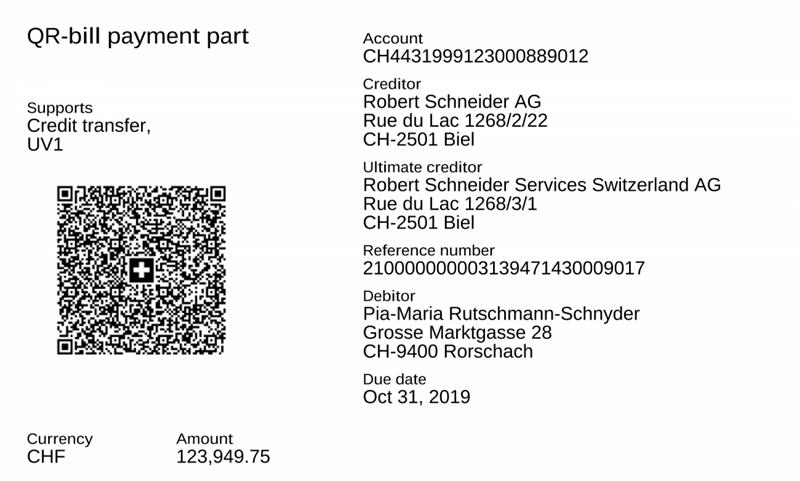 QR-bill payment part
Supports
Credit transfer,
UV1
Currency
CHF
Amount
123,949.75
Account
CH4431999123000889012
Creditor
Robert Schneider AG
Rue du Lac 1268/2/22
CH-2501 Biel
Ultimate creditor
Robert Schneider Services Switzerland AG
Rue du Lac 1268/3/1
CH-2501 Biel
Reference number
210000000003139471430009017
Debitor
Pia-Maria Rutschmann-Schnyder
Grosse Marktgasse 28
CH-9400 Rorschach
Due date
Oct 31, 2019